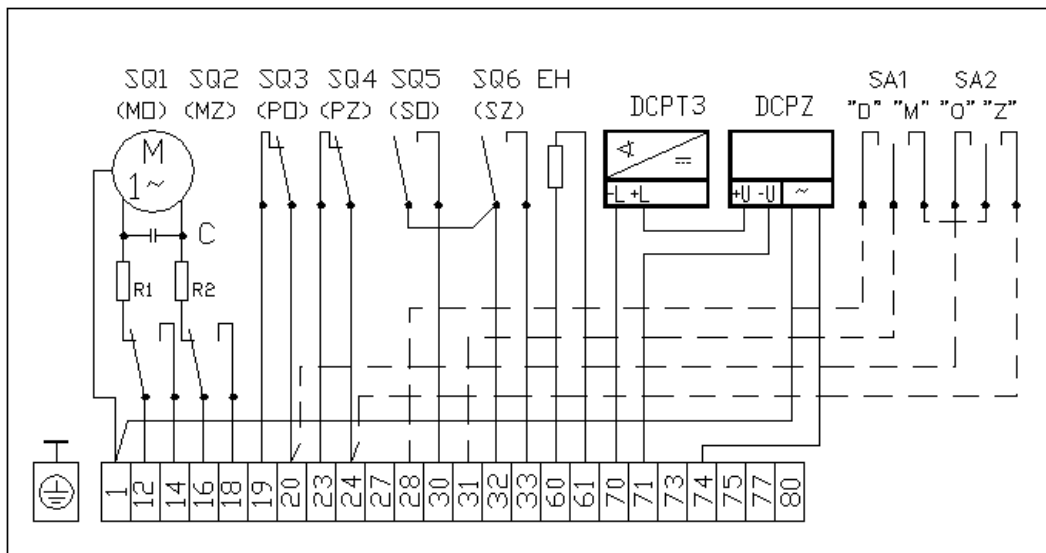 SQ1 SQ2 SQ3 SQ4 SQ5 SQ6 EH
(MO) (MZ) (PO) (PZ) (SO) (SZ)
DCPT3 DCPZ
SA1 SA2
"D" "M" "O" "Z"
M
1~
-L +L
+U -U ~
C
R1 R2
1 12 14 16 18 19 20 23 24 27 28 30 31 32 33 60 61 70 71 73 74 75 77 80